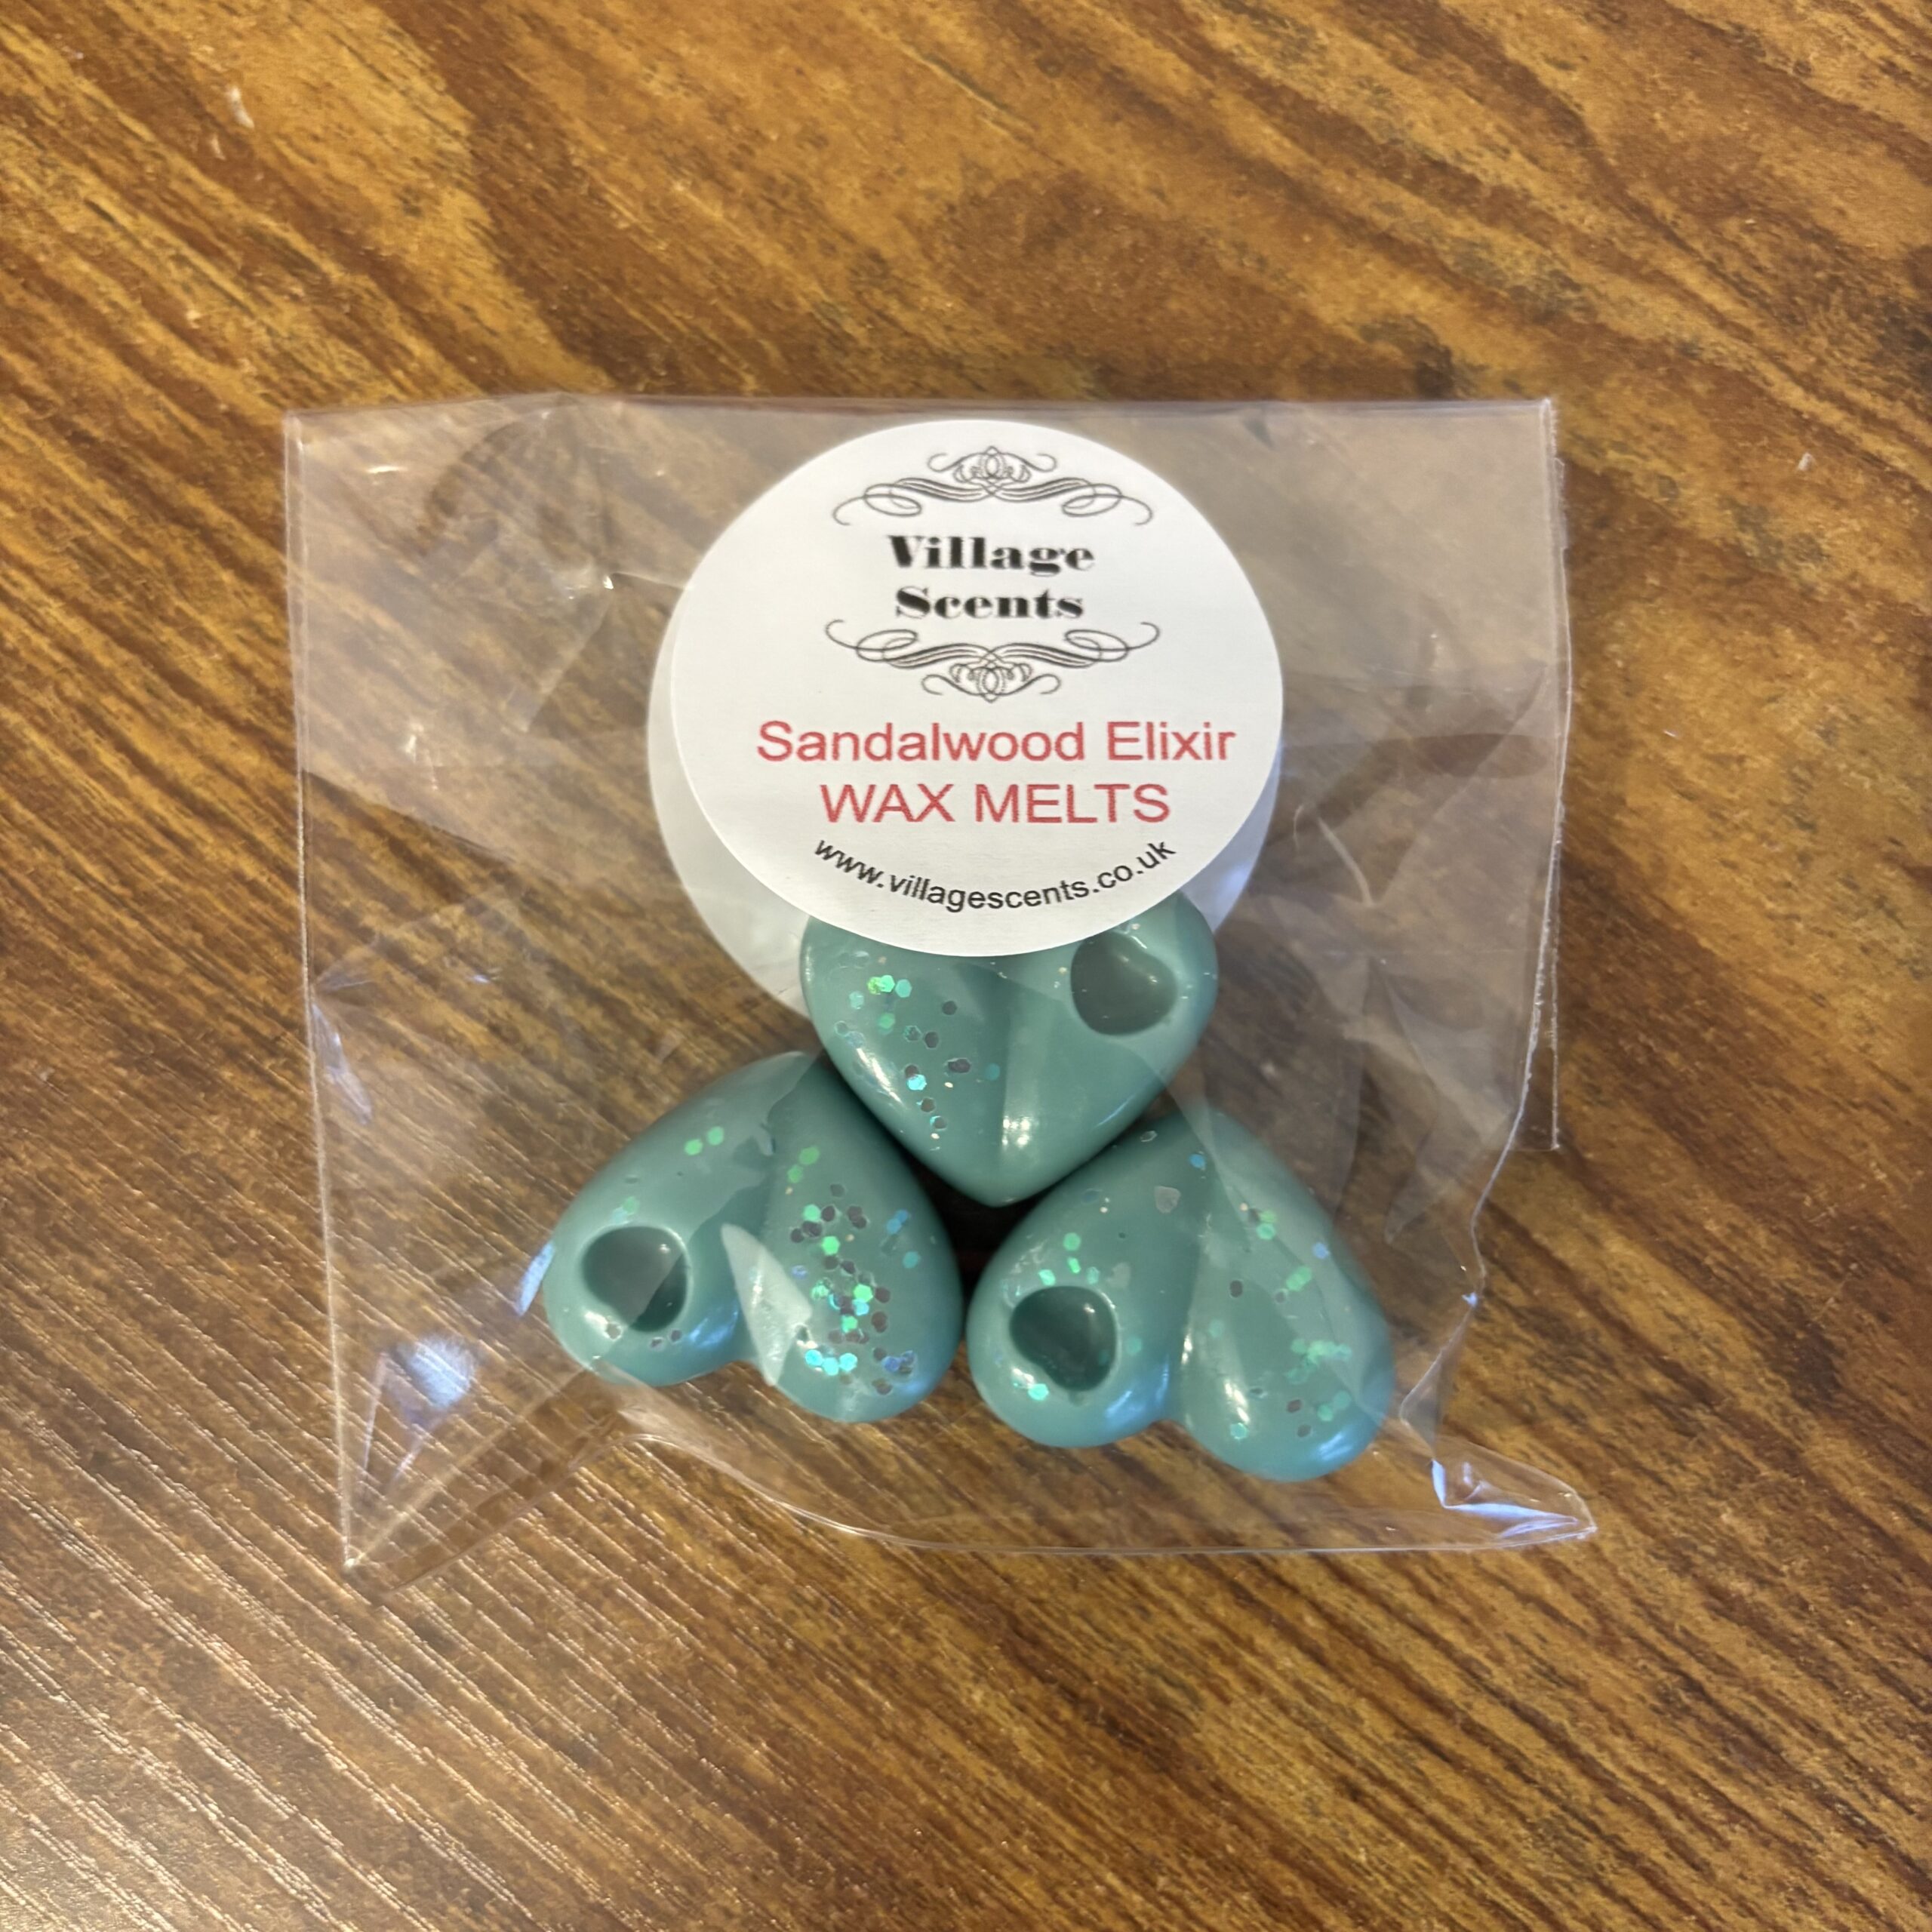 Village
Scents
Sandalwood Elixir
WAX MELTS
www.villagescents.co.uk